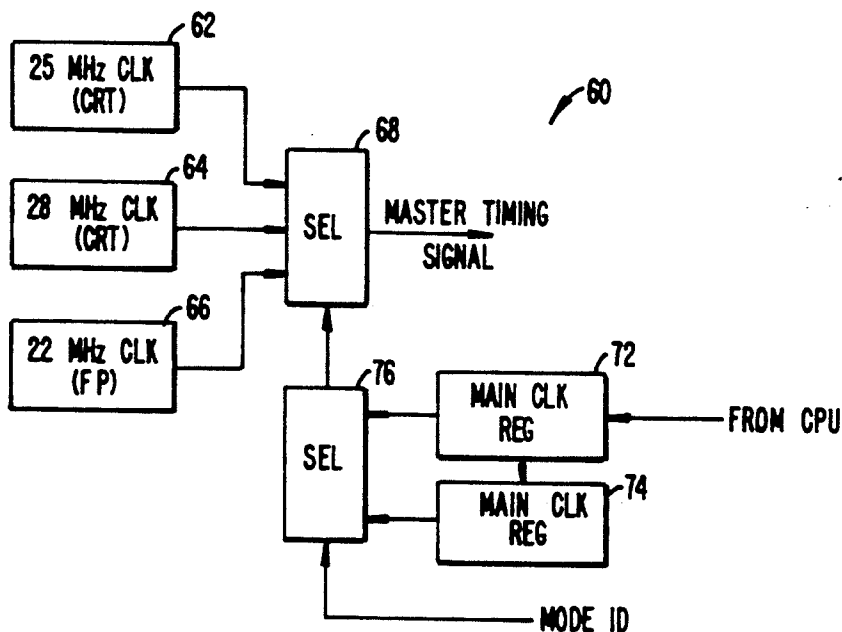 62
25 MHz CLK
(CRT)
60
68
64
28 MHz CLK
(CRT)
SEL
MASTER TIMING
SIGNAL
66
22 MHz CLK
(FP)
76
72
MAIN CLK
REG
FROM CPU
SEL
74
MAIN CLK
REG
MODE ID